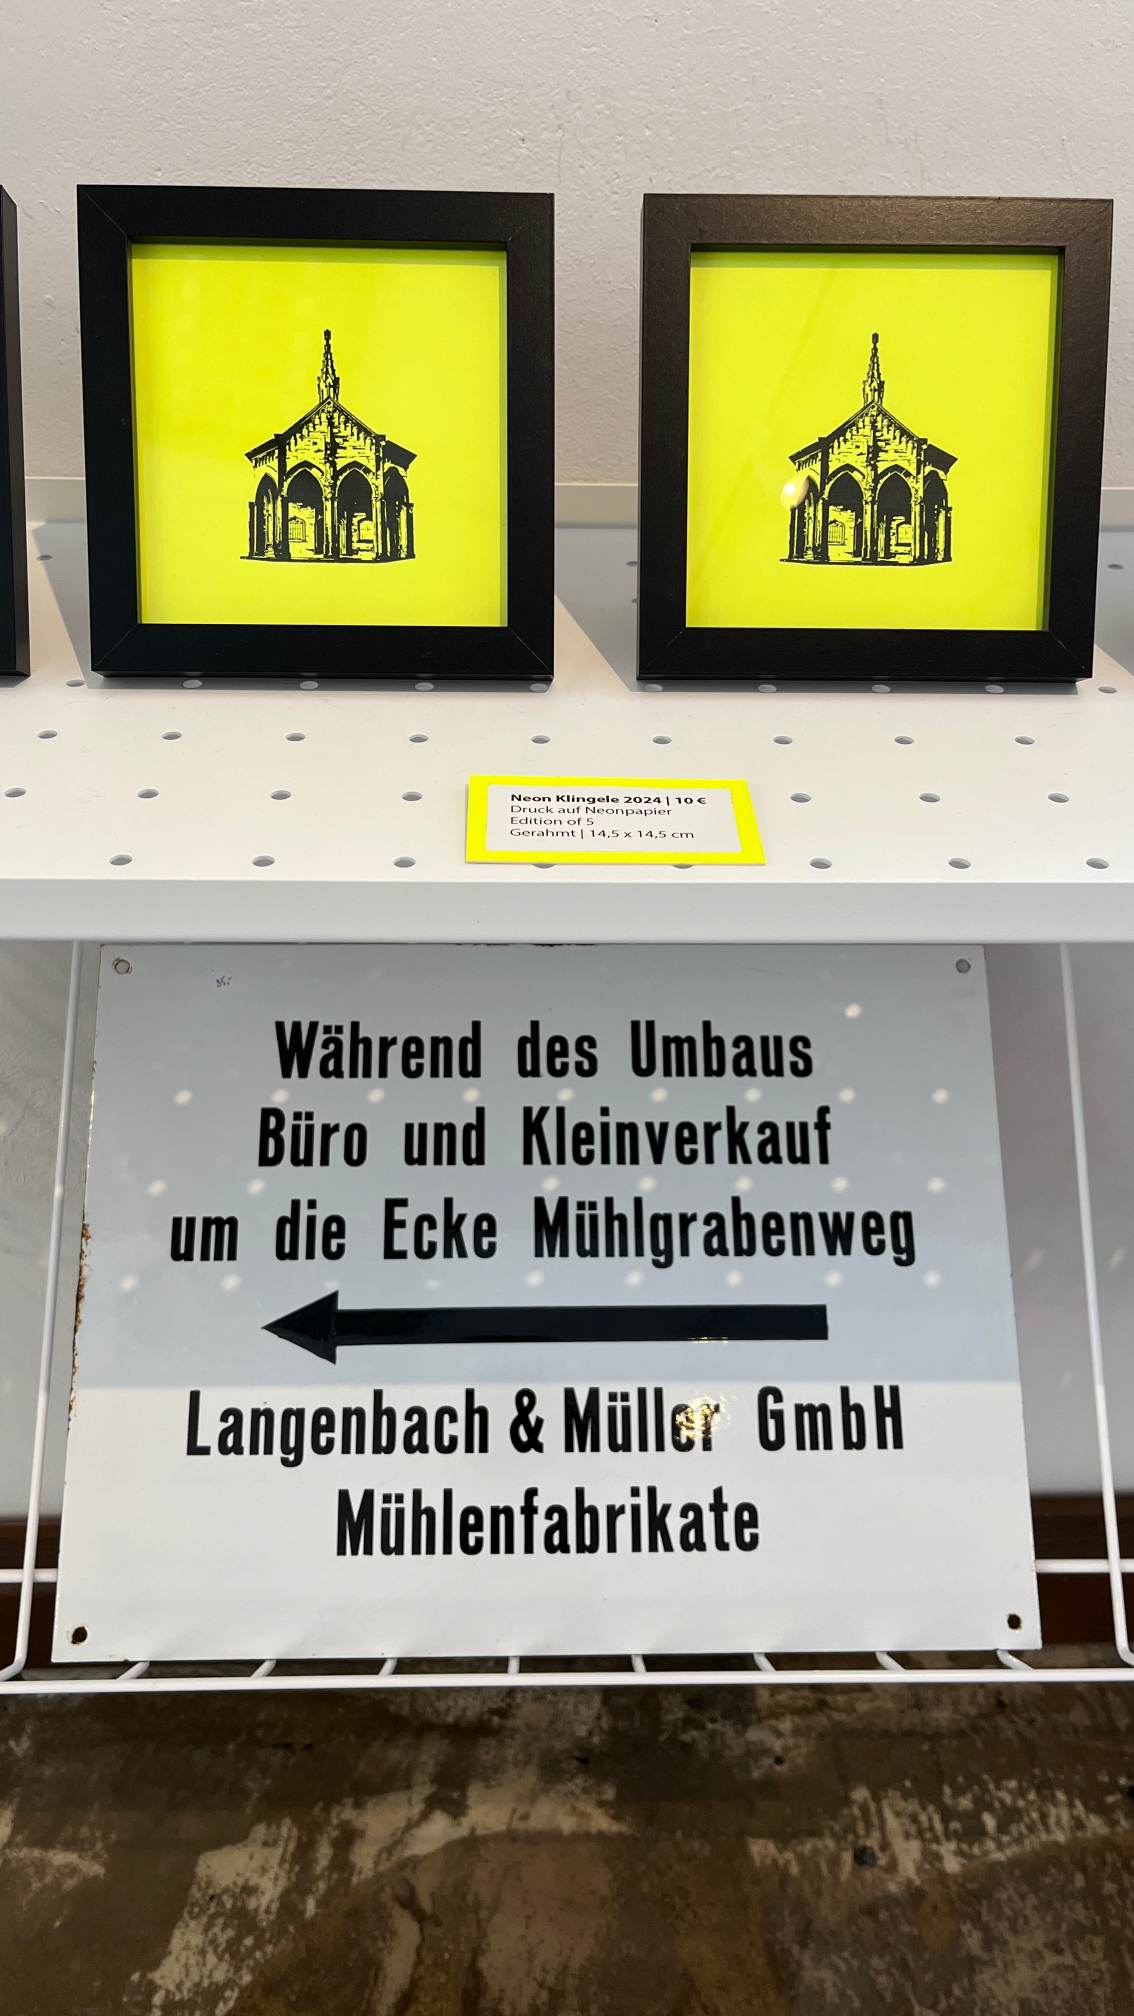 Neon Klingele 2024 | 10 €
Druck auf Neonpapier
Edition of 5
Gerahmt | 14,5 x 14,5 cm
Während des Umbaus
Büro und Kleinverkauf
um die Ecke Mühlgrabenweg
Langenbach & Müller GmbH
Mühlenfabrikate